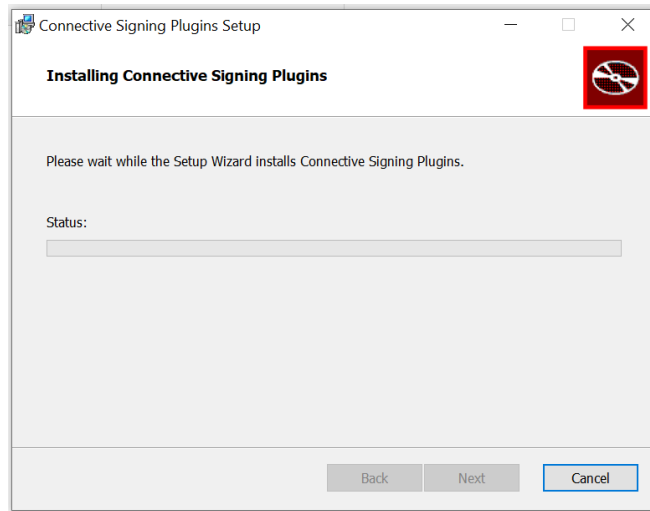 Connective Signing Plugins Setup
Installing Connective Signing Plugins
Please wait while the Setup Wizard installs Connective Signing Plugins.
Status:
Back
Next
Cancel